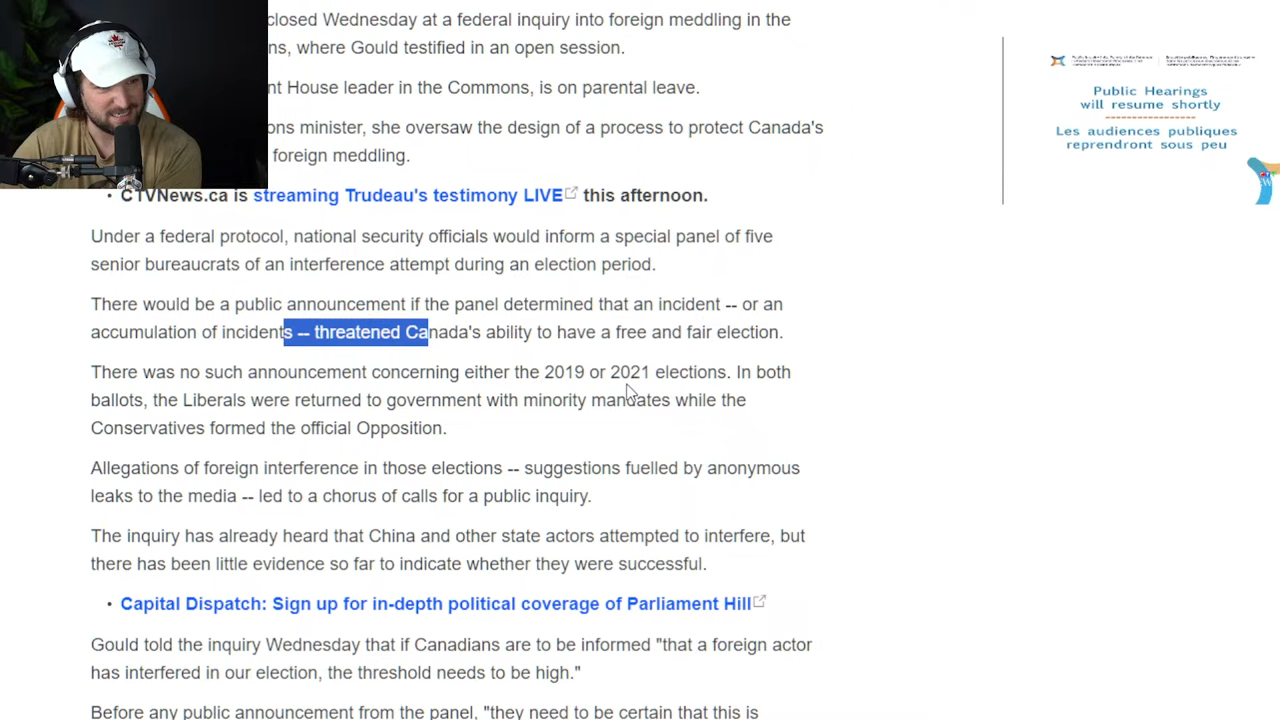 closed Wednesday at a federal inquiry into foreign meddling in the
ns, where Gould testified in an open session.
nt House leader in the Commons, is on parental leave.
ons minister, she oversaw the design of a process to protect Canada's
foreign meddling.
• CTVNews.ca is streaming Trudeau's testimony LIVE this afternoon.
Under a federal protocol, national security officials would inform a special panel of five
senior bureaucrats of an interference attempt during an election period.
There would be a public announcement if the panel determined that an incident -- or an
accumulation of incidents -- threatened Canada's ability to have a free and fair election.
There was no such announcement concerning either the 2019 or 2021 elections. In both
ballots, the Liberals were returned to government with minority mandates while the
Conservatives formed the official Opposition.
Allegations of foreign interference in those elections -- suggestions fuelled by anonymous
leaks to the media -- led to a chorus of calls for a public inquiry.
The inquiry has already heard that China and other state actors attempted to interfere, but
there has been little evidence so far to indicate whether they were successful.
• Capital Dispatch: Sign up for in-depth political coverage of Parliament Hill
Gould told the inquiry Wednesday that if Canadians are to be informed "that a foreign actor
has interfered in our election, the threshold needs to be high."
Before any public announcement from the panel, "they need to be certain that this is
Public Hearings
will resume shortly
--------------------
Les audiences publiques
reprendront sous peu